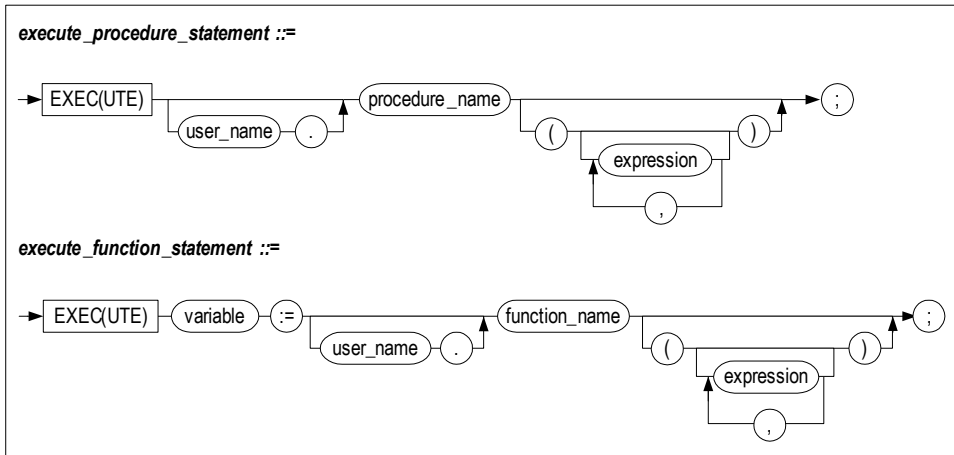 execute_procedure_statement ::=
EXEC(UTE) procedure_name ;
user_name . ( )
expression
,
execute_function_statement ::=
EXEC(UTE) variable := function_name ;
user_name . ( )
expression
,